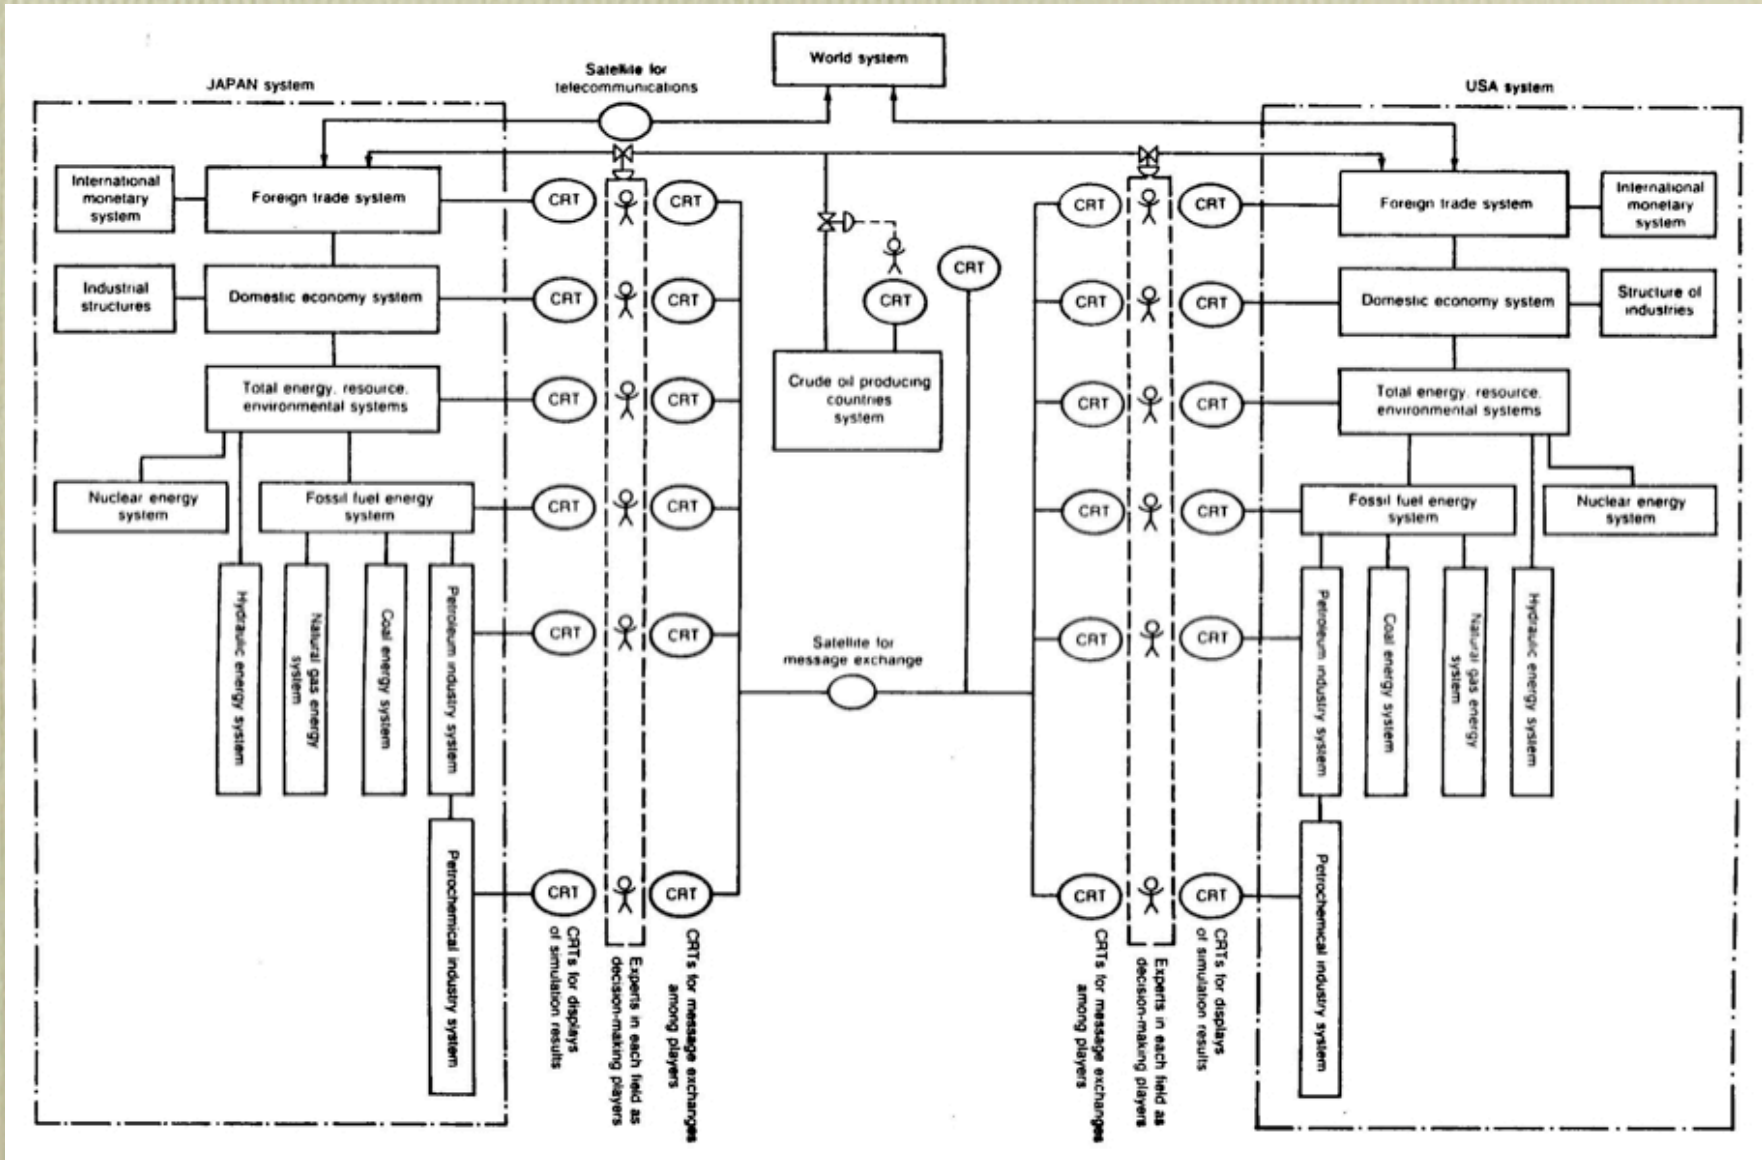 World system
Satellite for
telecommunications
JAPAN system
USA system
International
monetary
system
Foreign trade system
CRT
CRT
CRT
CRT
Foreign trade system
International
monetary
system
CRT
Industrial
structures
Domestic economy system
CRT
CRT
CRT
CRT
CRT
Domestic economy system
Structure of
industries
Crude oil producing
countries
system
Total energy, resource,
environmental systems
CRT
CRT
CRT
CRT
Total energy, resource,
environmental systems
Nuclear energy
system
Fossil fuel energy
system
CRT
CRT
CRT
CRT
Fossil fuel energy
system
Nuclear energy
system
Hydraulic energy system
Natural gas energy
system
Coal energy system
Petroleum industry system
CRT
CRT
Satellite for
message exchange
CRT
CRT
Petroleum industry system
Coal energy system
Natural gas energy
system
Hydraulic energy system
Petrochemical industry system
CRT
CRT
CRT
CRT
Petrochemical industry system
CRTs for displays
of simulation results
Experts in each field as
decision-making players
CRTs for message exchanges
among players
CRTs for message exchanges
among players
Experts in each field as
decision-making players
CRTs for displays
of simulation results